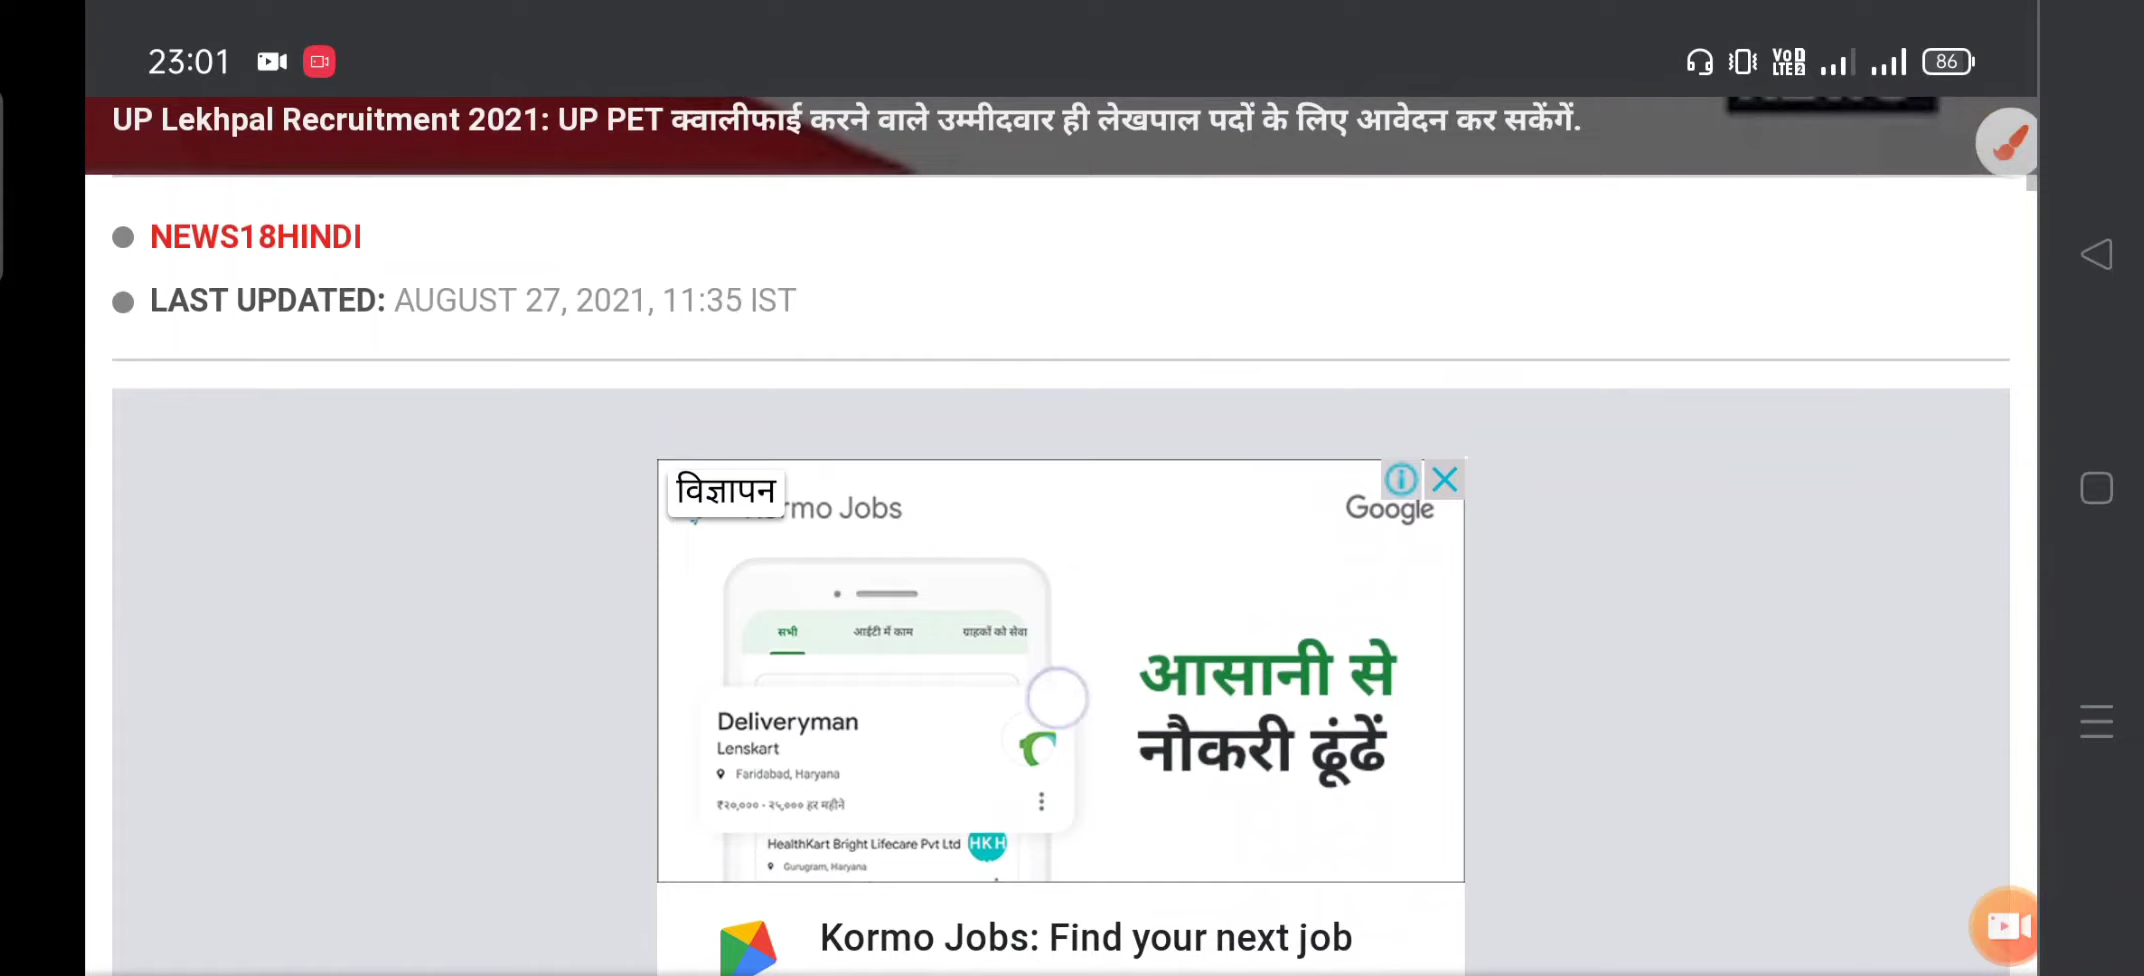 23:01
VoD LTE2
86
UP Lekhpal Recruitment 2021: UP PET क्वालीफाई करने वाले उम्मीदवार ही लेखपाल पदों के लिए आवेदन कर सकेंगें.
NEWS18HINDI
LAST UPDATED: AUGUST 27, 2021, 11:35 IST
विज्ञापन
rmo Jobs
Google
सभी आईटी में काम ग्राहकों को सेवा
Deliveryman
Lenskart
Faridabad, Haryana
₹२०,००० - २५,००० हर महीने
आसानी से
नौकरी ढूंढें
HealthKart Bright Lifecare Pvt Ltd HKH
Gurugram, Haryana
Kormo Jobs: Find your next job